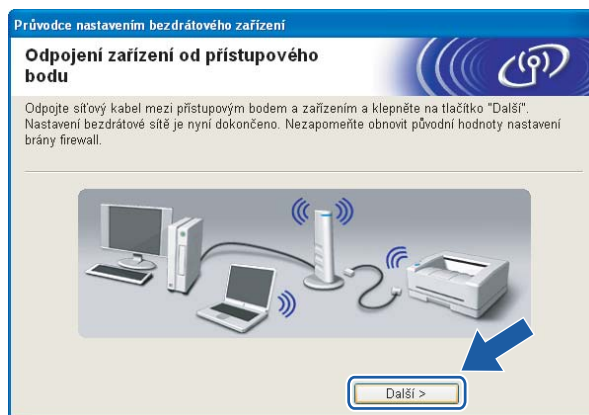 Průvodce nastavením bezdrátového zařízení
Odpojení zařízení od přístupového
bodu
Odpojte síťový kabel mezi přístupovým bodem a zařízením a klepněte na tlačítko "Další".
Nastavení bezdrátové sítě je nyní dokončeno. Nezapomeňte obnovit původní hodnoty nastavení
brány firewall.
Další >